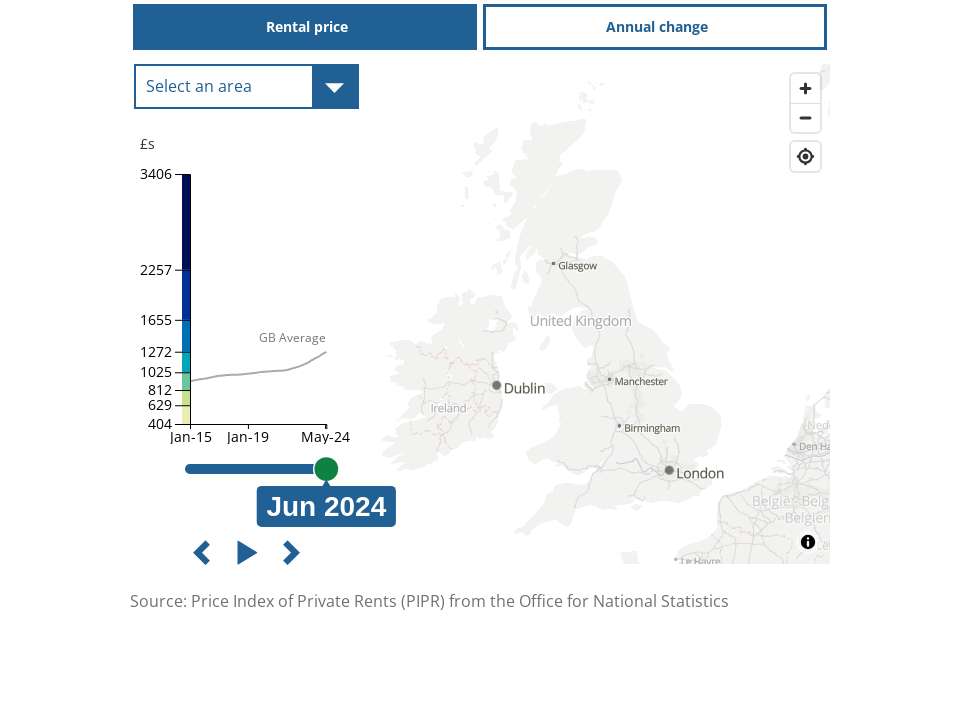 Rental price
Annual change
Select an area
£s
3406
2257
1655
1272
1025
812
629
404
GB Average
Jan-15
Jan-19
May-24
Jun 2024
Glasgow
United Kingdom
Dublin
Manchester
Ireland
Birmingham
London
Den Ha
België - Belg
Belgien
Le Havre
Source: Price Index of Private Rents (PIPR) from the Office for National Statistics